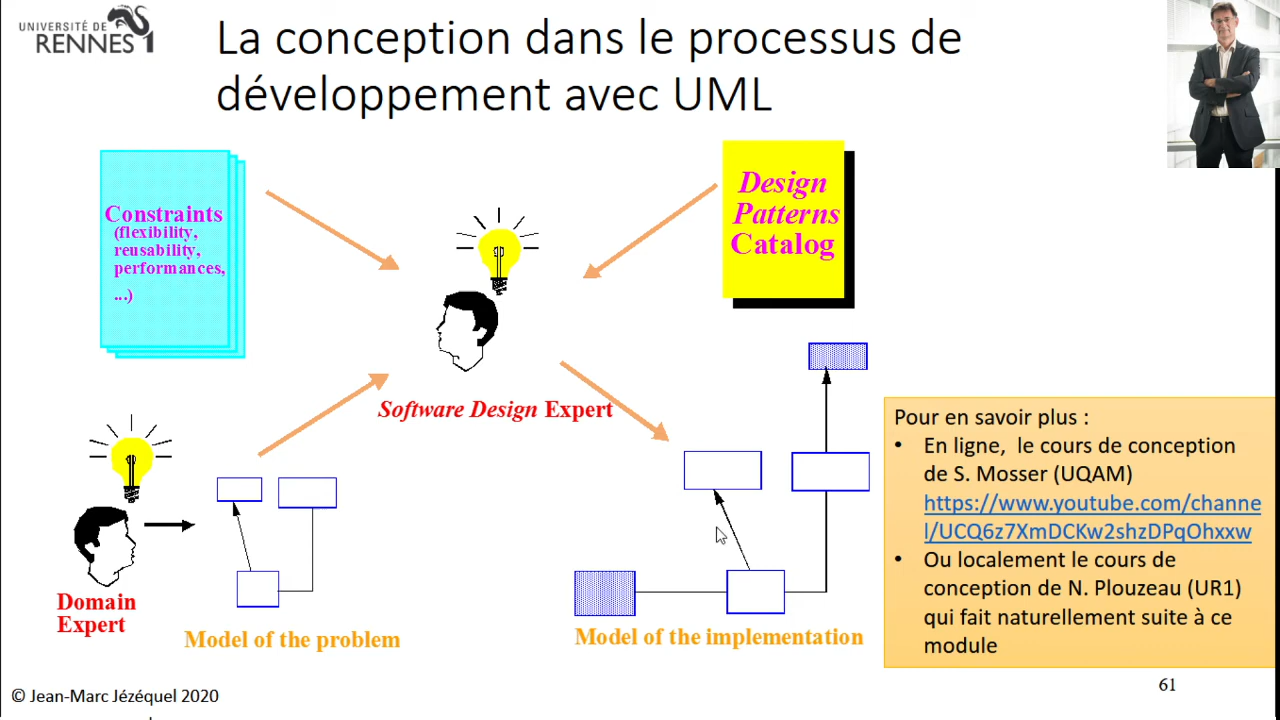 UNIVERSITÉ DE
RENNES 1
La conception dans le processus de
développement avec UML
Constraints
(flexibility,
reusability,
performances,
...)
Design
Patterns
Catalog
Software Design Expert
Domain
Expert
Model of the problem
Model of the implementation
Pour en savoir plus :
• En ligne, le cours de conception
de S. Mosser (UQAM)
https://www.youtube.com/channe
l/UCQ6z7XmDCKw2shzDPqOhxxw
• Ou localement le cours de
conception de N. Plouzeau (UR1)
qui fait naturellement suite à ce
module
© Jean-Marc Jézéquel 2020
61